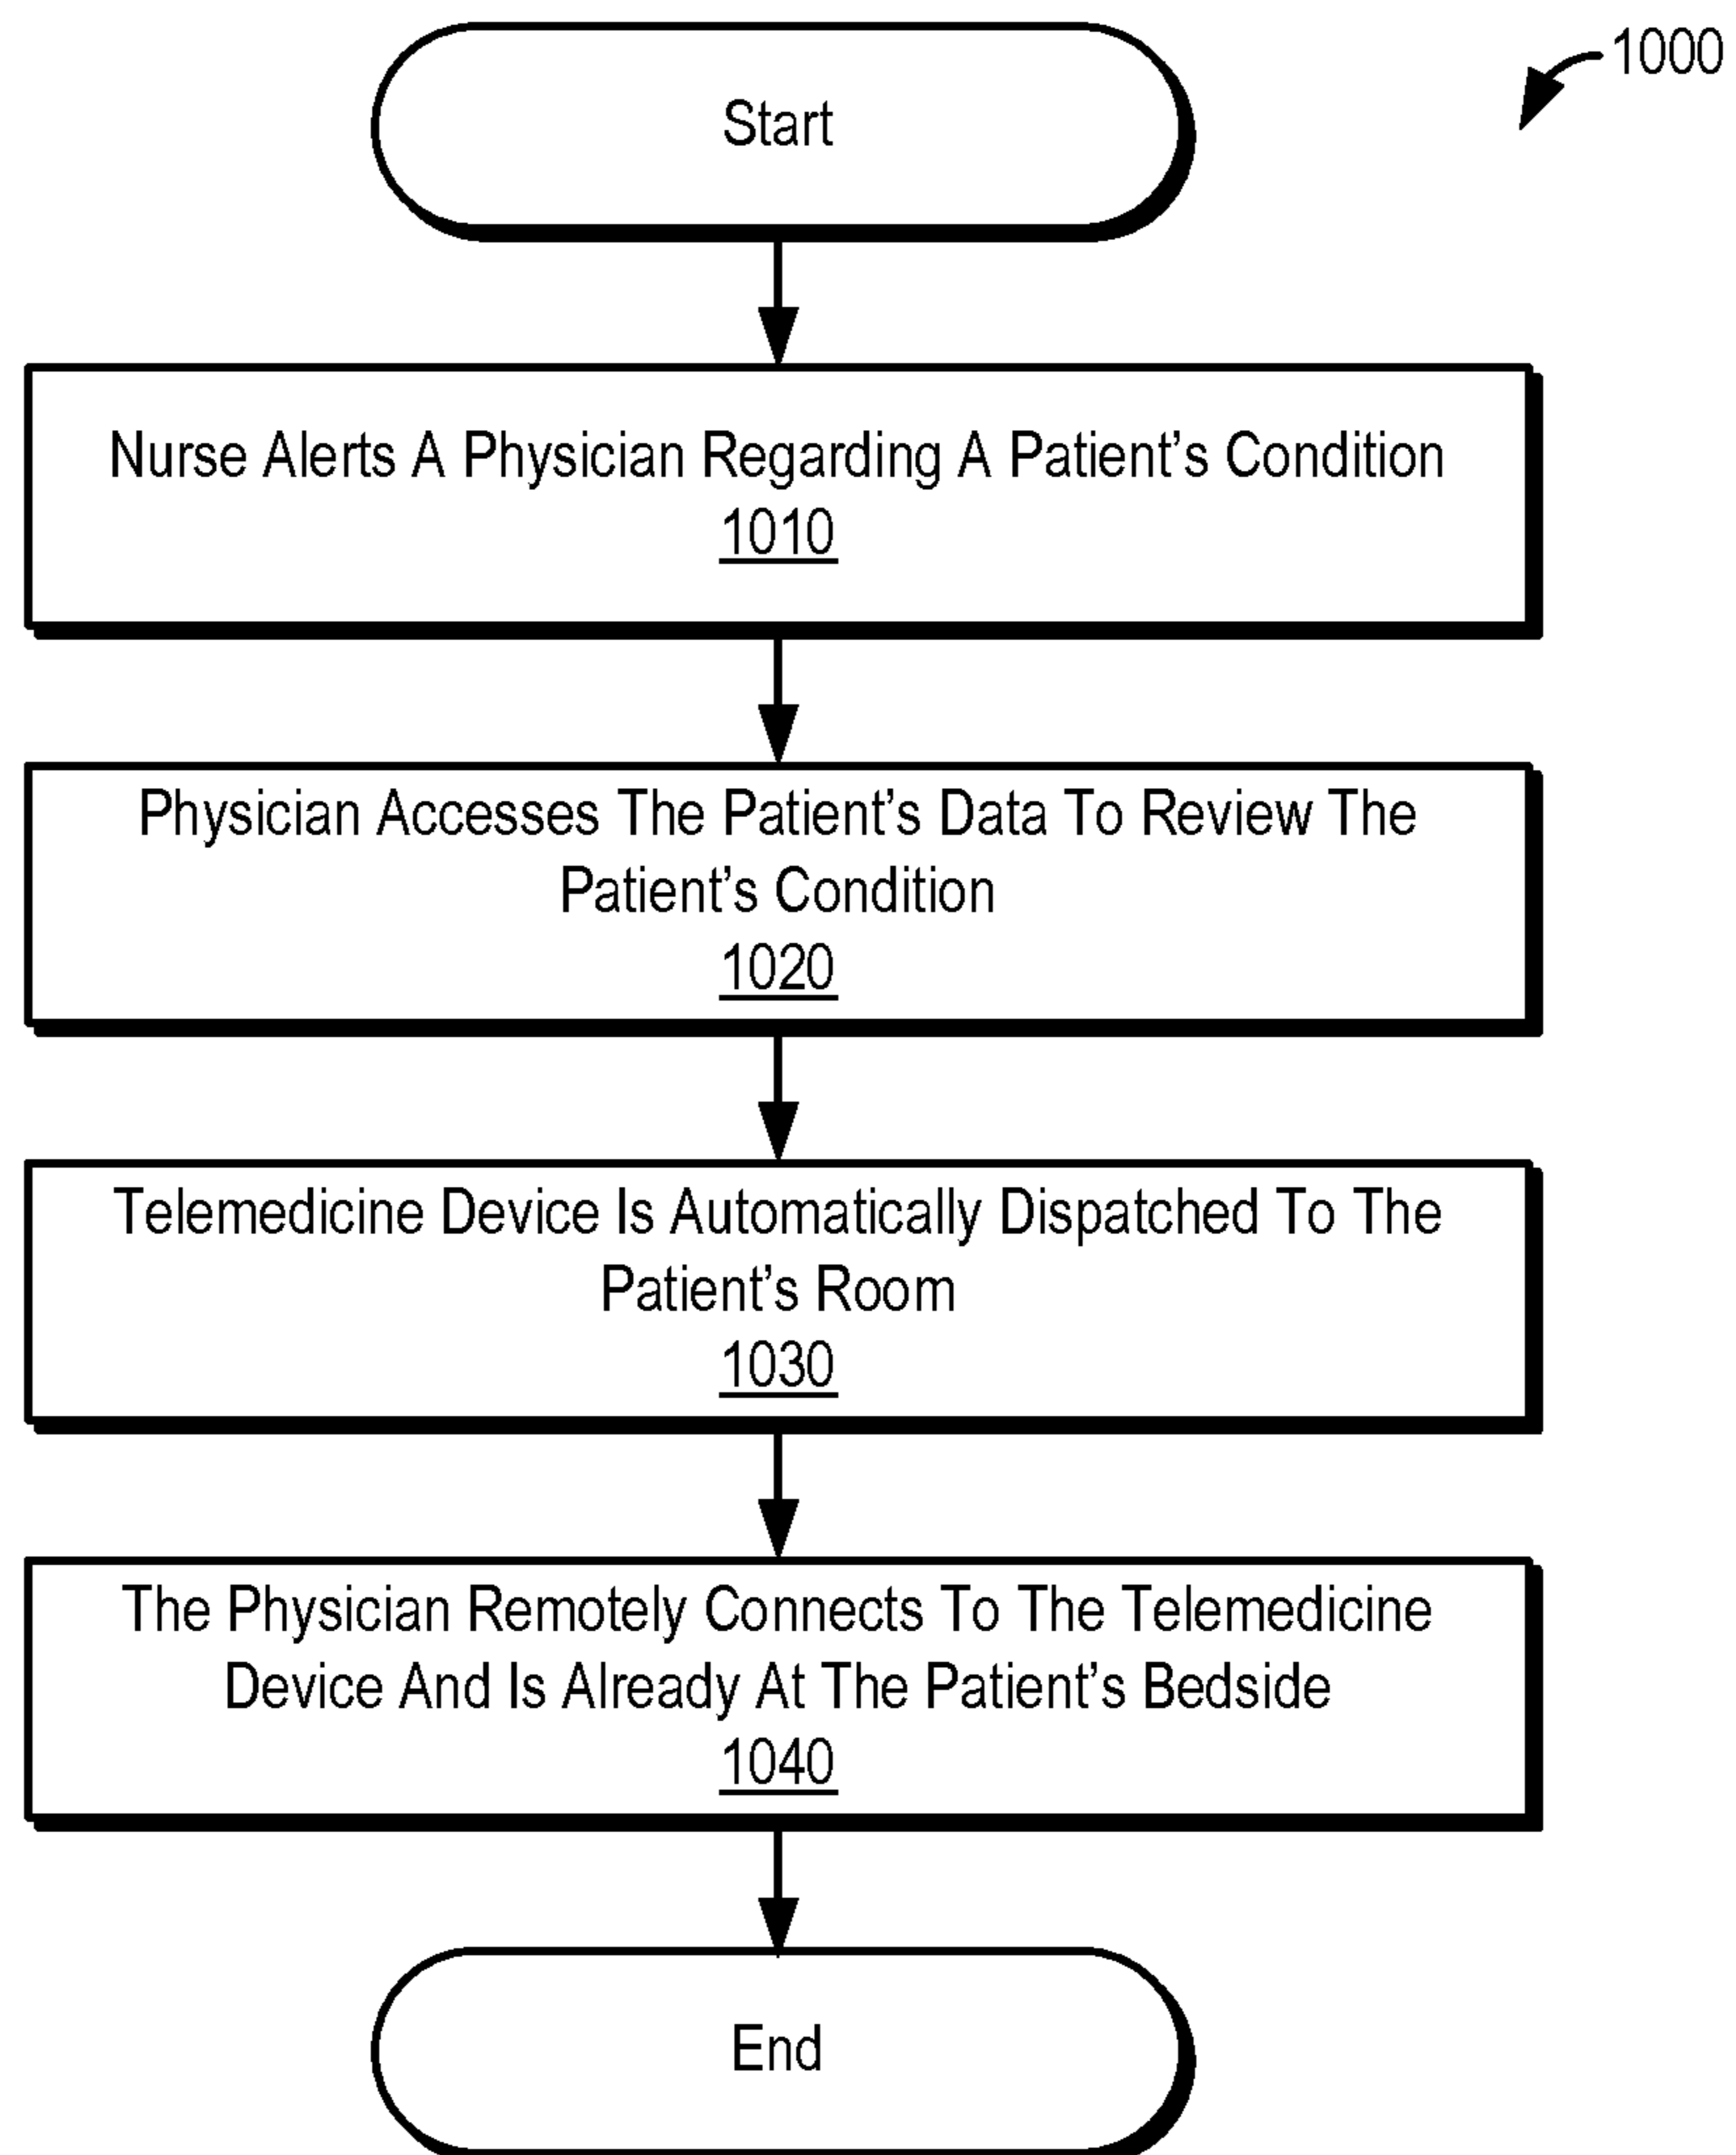 Start
1000
Nurse Alerts A Physician Regarding A Patient's Condition
1010
Physician Accesses The Patient's Data To Review The
Patient's Condition
1020
Telemedicine Device Is Automatically Dispatched To The
Patient's Room
1030
The Physician Remotely Connects To The Telemedicine
Device And Is Already At The Patient's Bedside
1040
End